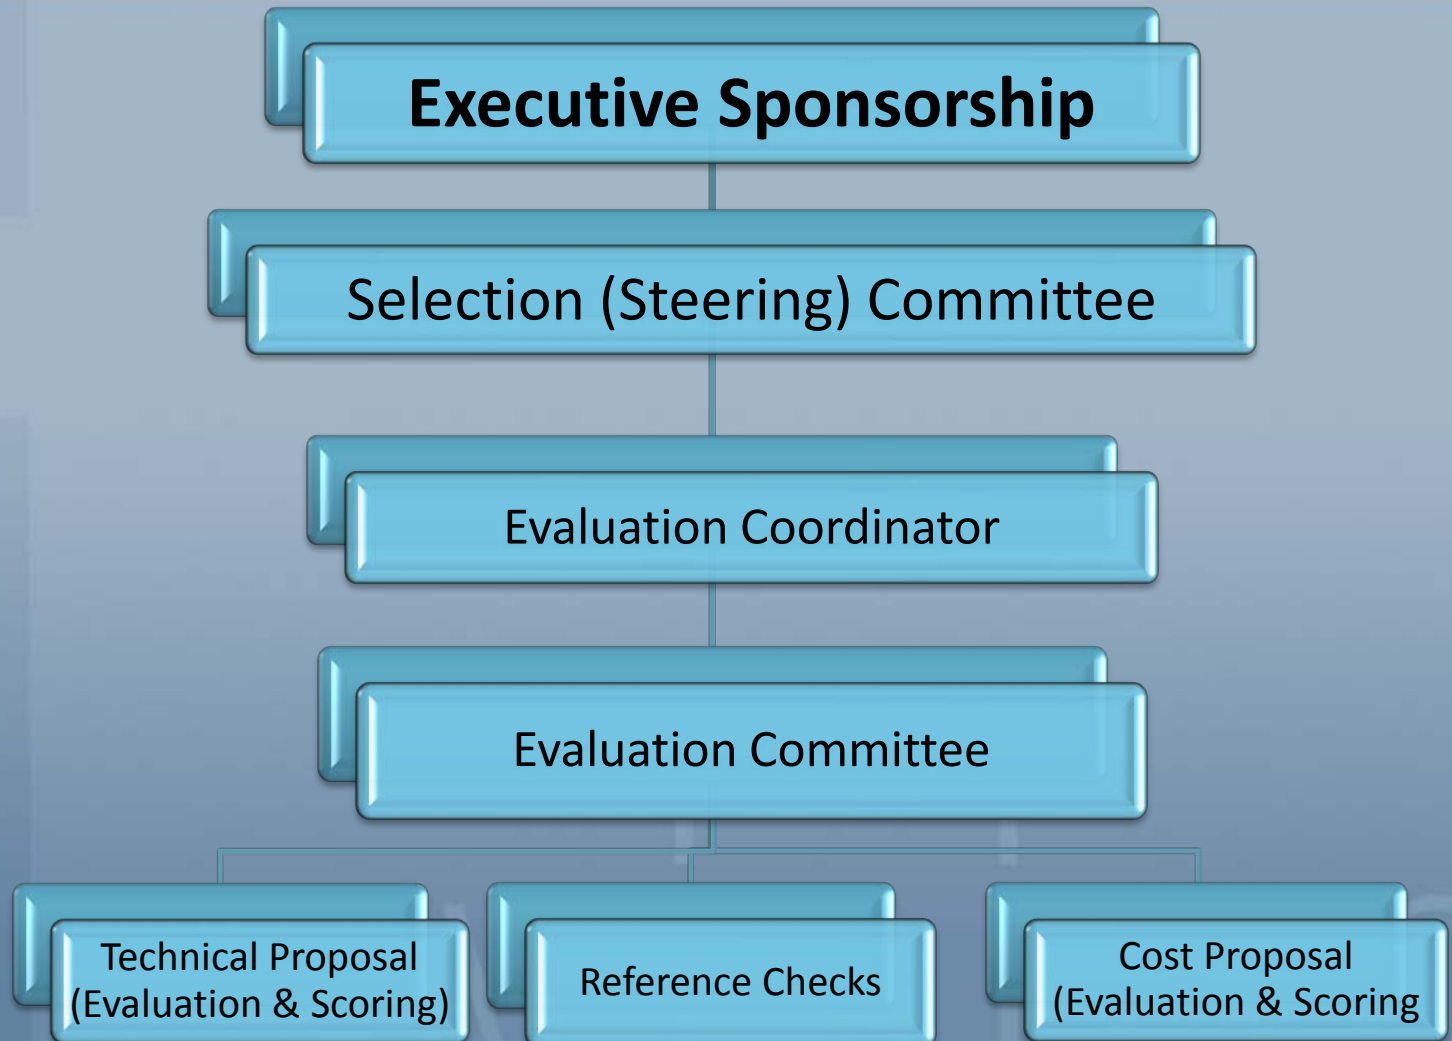 Executive Sponsorship
Selection (Steering) Committee
Evaluation Coordinator
Evaluation Committee
Technical Proposal
(Evaluation & Scoring)
Reference Checks
Cost Proposal
(Evaluation & Scoring